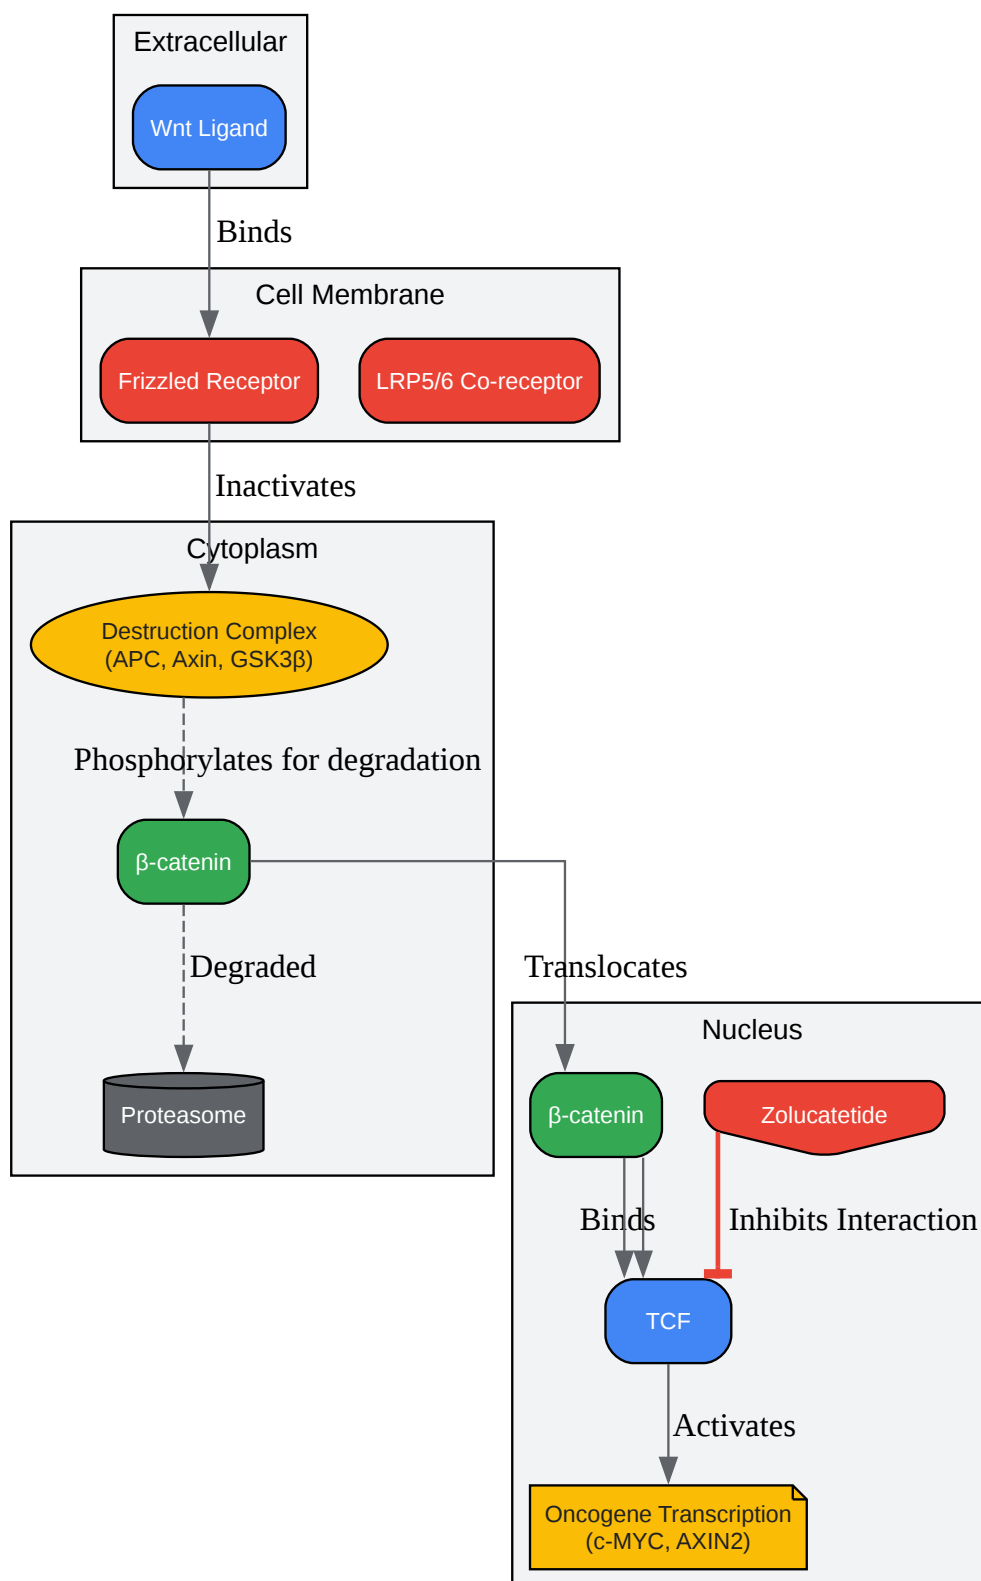 Extracellular
Wnt Ligand
Binds
Cell Membrane
Frizzled Receptor
LRP5/6 Co-receptor
Inactivates
Cytoplasm
Destruction Complex
(APC, Axin, GSK3β)
Phosphorylates for degradation
β-catenin
Degraded
Translocates
Proteasome
Nucleus
β-catenin
Zolucatetide
Binds
Inhibits Interaction
TCF
Activates
Oncogene Transcription
(c-MYC, AXIN2)